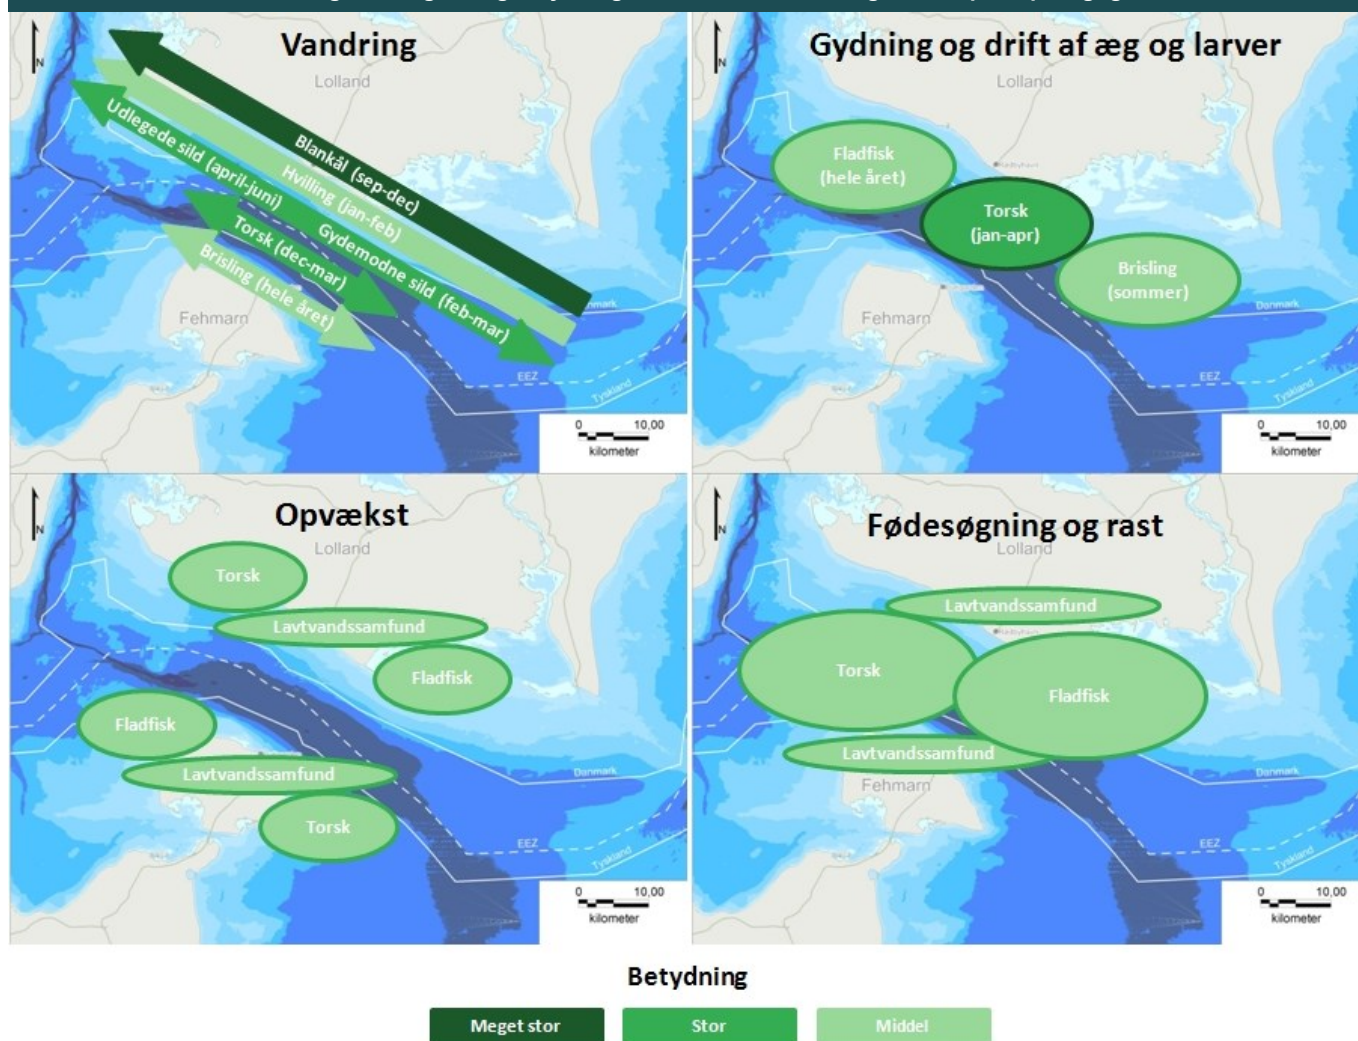 Vandring
N
Lolland
Blankål (sep-dec)
Hvilling (jan-feb)
Udlegede sild (april-juni)
Gydemodne sild (feb-mar)
Torsk (dec-mar)
Brisling (hele året)
Fehmarn
Danmark
EEZ
Tyskland
0 10,00
kilometer
Gydning og drift af æg og larver
N
Lolland
Fladfisk
(hele året)
Torsk
(jan-apr)
Brisling
(sommer)
Fehmarn
Danmark
EEZ
Tyskland
0 10,00
kilometer
Opvækst
N
Lolland
Torsk
Lavtvandssamfund
Fladfisk
Fladfisk
Lavtvandssamfund
Torsk
Danmark
EEZ
Tyskland
0 10,00
kilometer
Fødesøgning og rast
N
Lolland
Lavtvandssamfund
Torsk
Fladfisk
Lavtvandssamfund
Fehmarn
Danmark
EEZ
Tyskland
0 10,00
kilometer
Betydning
Meget stor
Stor
Middel